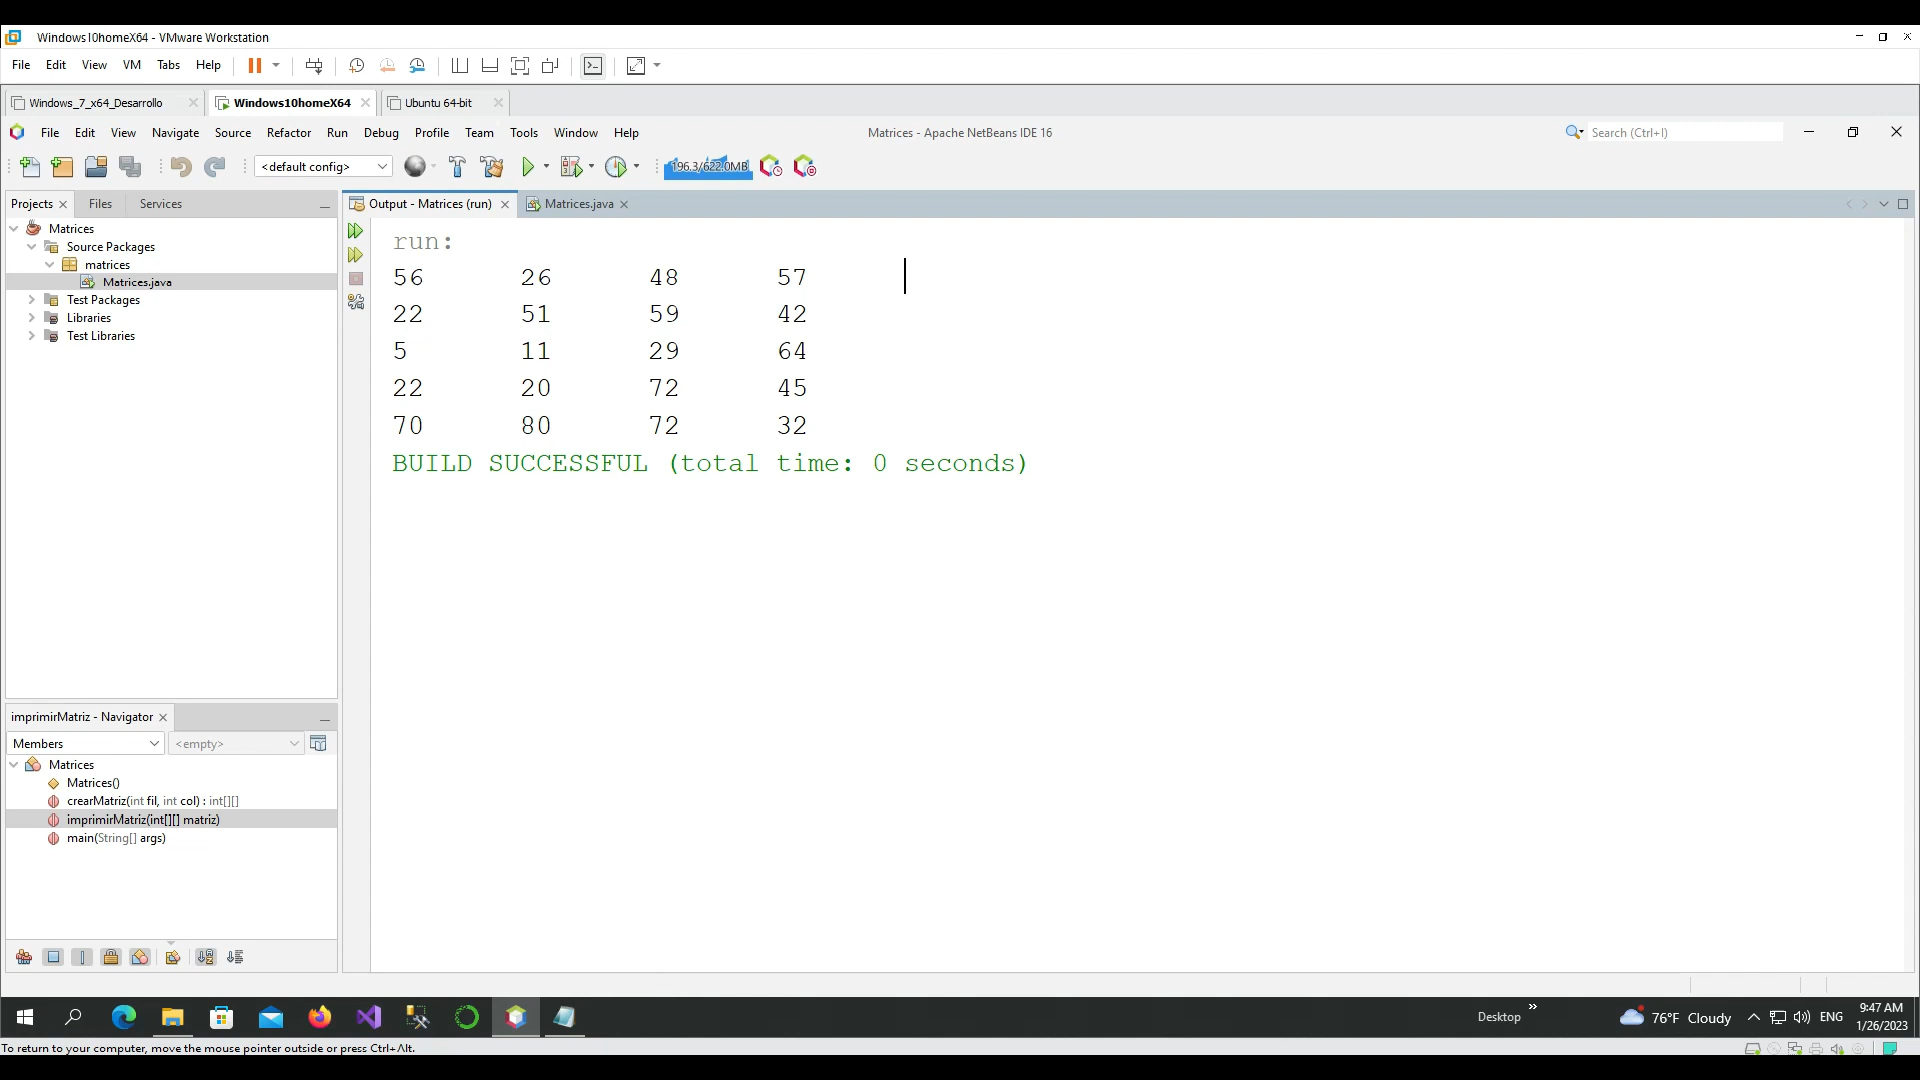 Windows10homeX64 - VMware Workstation
File Edit View VM Tabs Help
Windows_7_x64_Desarrollo Windows10homeX64 Ubuntu 64-bit
File Edit View Navigate Source Refactor Run Debug Profile Team Tools Window Help Matrices - Apache NetBeans IDE 16 Search (Ctrl+I)
<default config> 196.3/622.0MB
Projects Files Services Output - Matrices (run) Matrices.java
Matrices
Source Packages
matrices
Matrices.java
Test Packages
Libraries
Test Libraries
run:
56 26 48 57
22 51 59 42
5 11 29 64
22 20 72 45
70 80 72 32
BUILD SUCCESSFUL (total time: 0 seconds)
imprimirMatriz - Navigator
Members <empty>
Matrices
Matrices()
crearMatriz(int fil, int col) : int[][]
imprimirMatriz(int[][] matriz)
main(String[] args)
Desktop 76°F Cloudy ENG 9:47 AM
1/26/2023
To return to your computer, move the mouse pointer outside or press Ctrl+Alt.